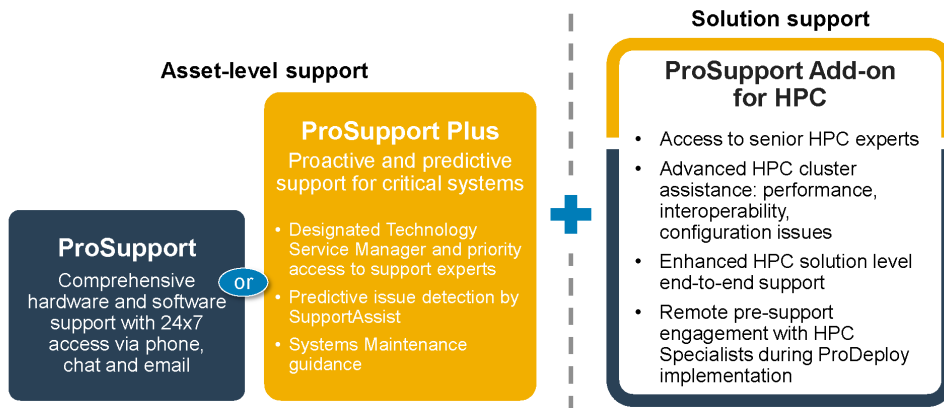 Asset-level support
ProSupport
Comprehensive
hardware and software
support with 24x7
access via phone,
chat and email
or
ProSupport Plus
Proactive and predictive
support for critical systems
• Designated Technology
Service Manager and priority
access to support experts
• Predictive issue detection by
SupportAssist
• Systems Maintenance
guidance
Solution support
ProSupport Add-on
for HPC
• Access to senior HPC experts
• Advanced HPC cluster
assistance: performance,
interoperability,
configuration issues
• Enhanced HPC solution level
end-to-end support
• Remote pre-support
engagement with HPC
Specialists during ProDeploy
implementation